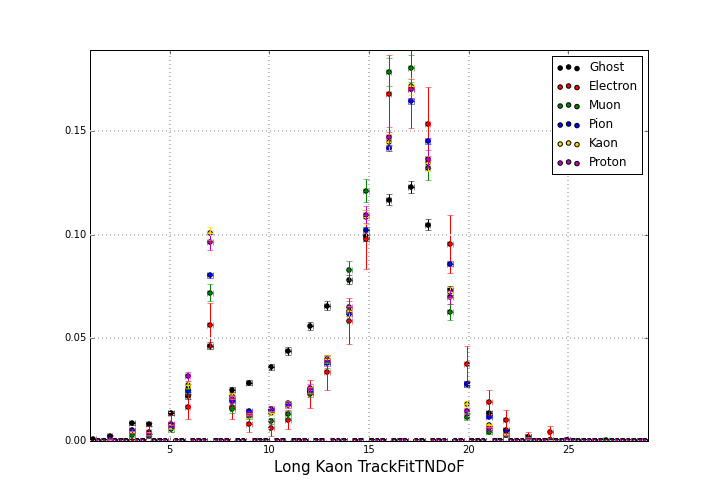 Ghost
Electron
Muon
Pion
Kaon
Proton
0.15
0.10
0.05
0.00
5 10 15 20 25
Long Kaon TrackFitTNDoF